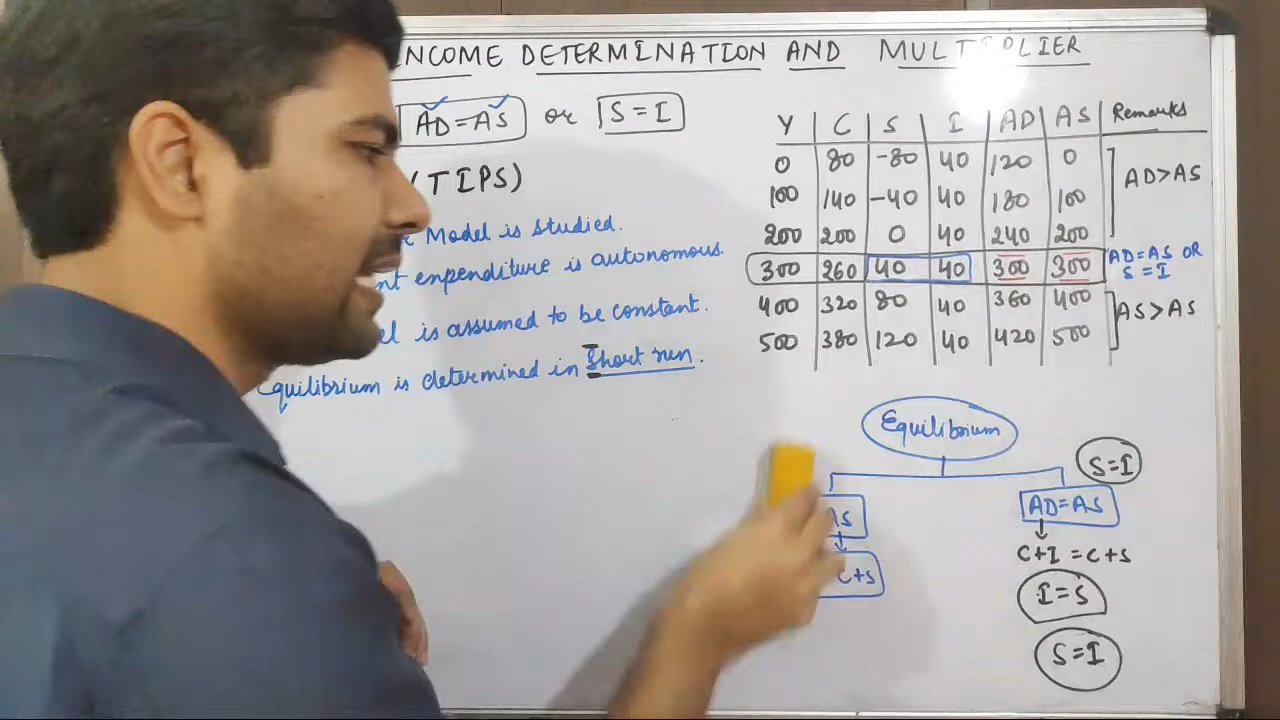 NCOME DETERMINATION AND MULTIPLIER
AD=AS or S=I
(TIPS)
Model is studied.
expenditure is autonomous.
is assumed to be constant.
quilibrium is determined in Short run.
Y C S I AD AS Remarks
0 80 -80 40 120 0
100 140 -40 40 180 100
200 200 0 40 240 200
AD>AS
300 260 40 40 300 300
AD=AS OR
S=I
400 320 80 40 360 400
500 380 120 40 420 500
AS>AS
Equilibrium
S=I
AS
AD=AS
C+S
C+I=C+S
I=S
S=I